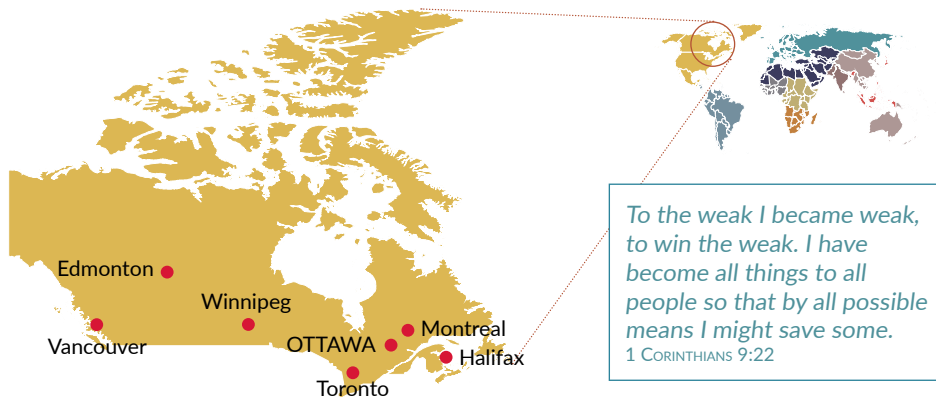 Edmonton
Winnipeg
Vancouver
OTTAWA
Montreal
Halifax
Toronto
To the weak I became weak,
to win the weak. I have
become all things to all
people so that by all possible
means I might save some.
1 Corinthians 9:22